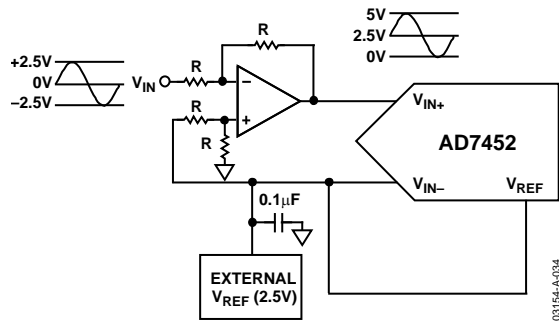 +2.5V
0V
–2.5V
VIN
R
R
R
R
–
+
5V
2.5V
0V
VIN+
AD7452
VIN–
VREF
0.1µF
EXTERNAL
VREF (2.5V)
03154-A-034